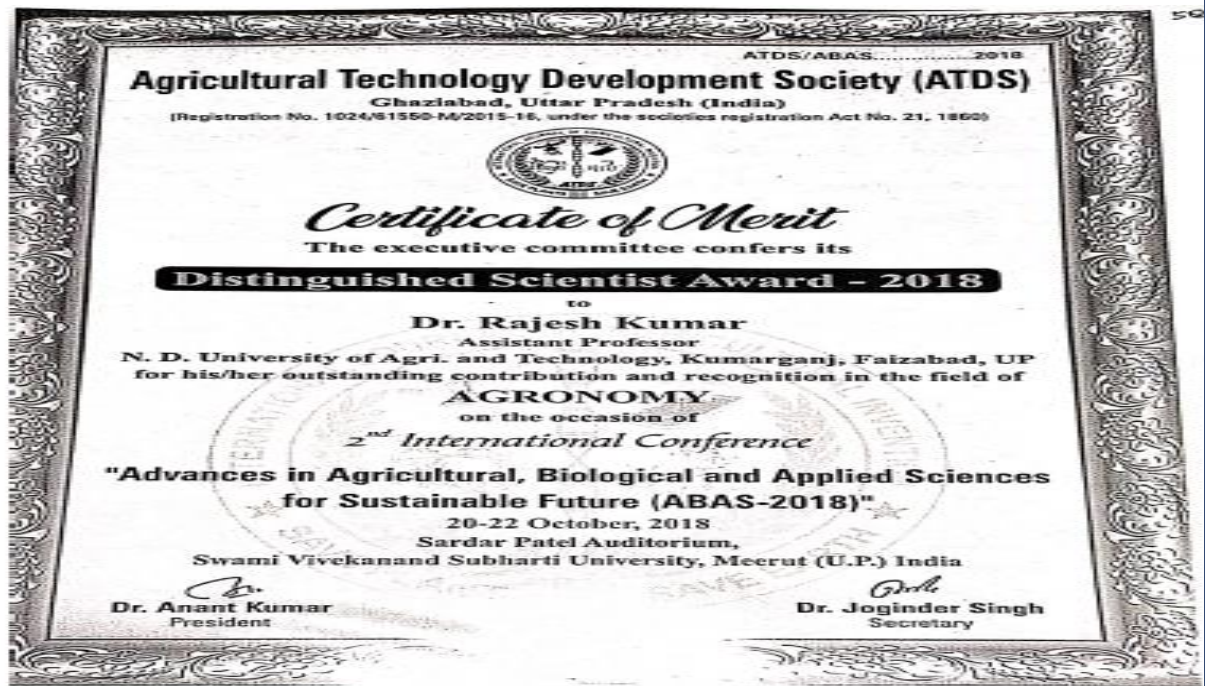 ATDS/ABAS................2018
Agricultural Technology Development Society (ATDS)
Ghaziabad, Uttar Pradesh (India)
(Registration No. 1024/61550-M/2015-16, under the societies registration Act No. 21, 1860)
Certificate of Merit
The executive committee confers its
Distinguished Scientist Award - 2018
to
Dr. Rajesh Kumar
Assistant Professor
N. D. University of Agri. and Technology, Kumarganj, Faizabad, UP
for his/her outstanding contribution and recognition in the field of
AGRONOMY
on the occasion of
2nd International Conference
"Advances in Agricultural, Biological and Applied Sciences
for Sustainable Future (ABAS-2018)"
20-22 October, 2018
Sardar Patel Auditorium,
Swami Vivekanand Subharti University, Meerut (U.P.) India
Dr. Anant Kumar
President
Dr. Joginder Singh
Secretary